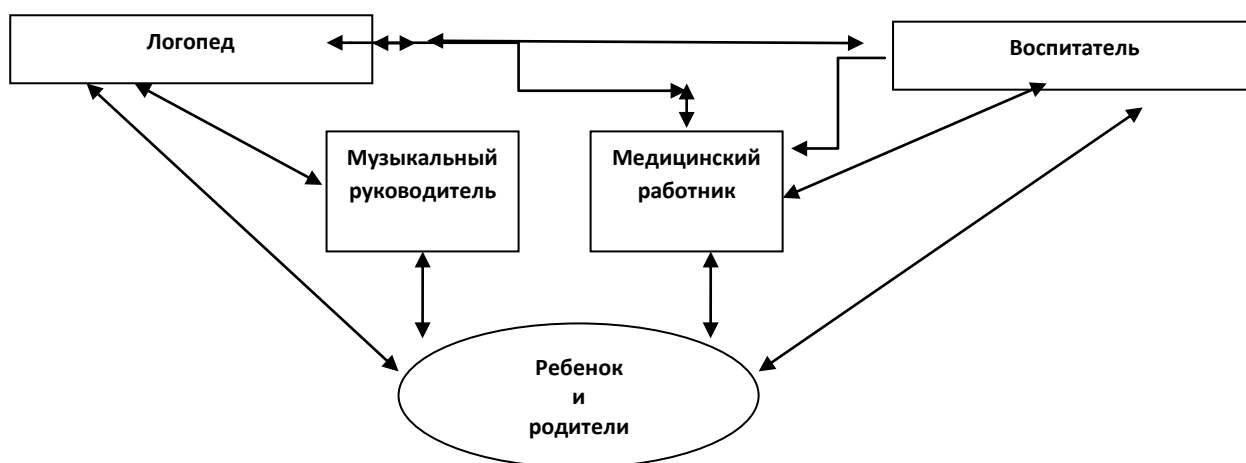 Логопед
Воспитатель
Музыкальный
руководитель
Медицинский
работник
Ребенок
и
родители